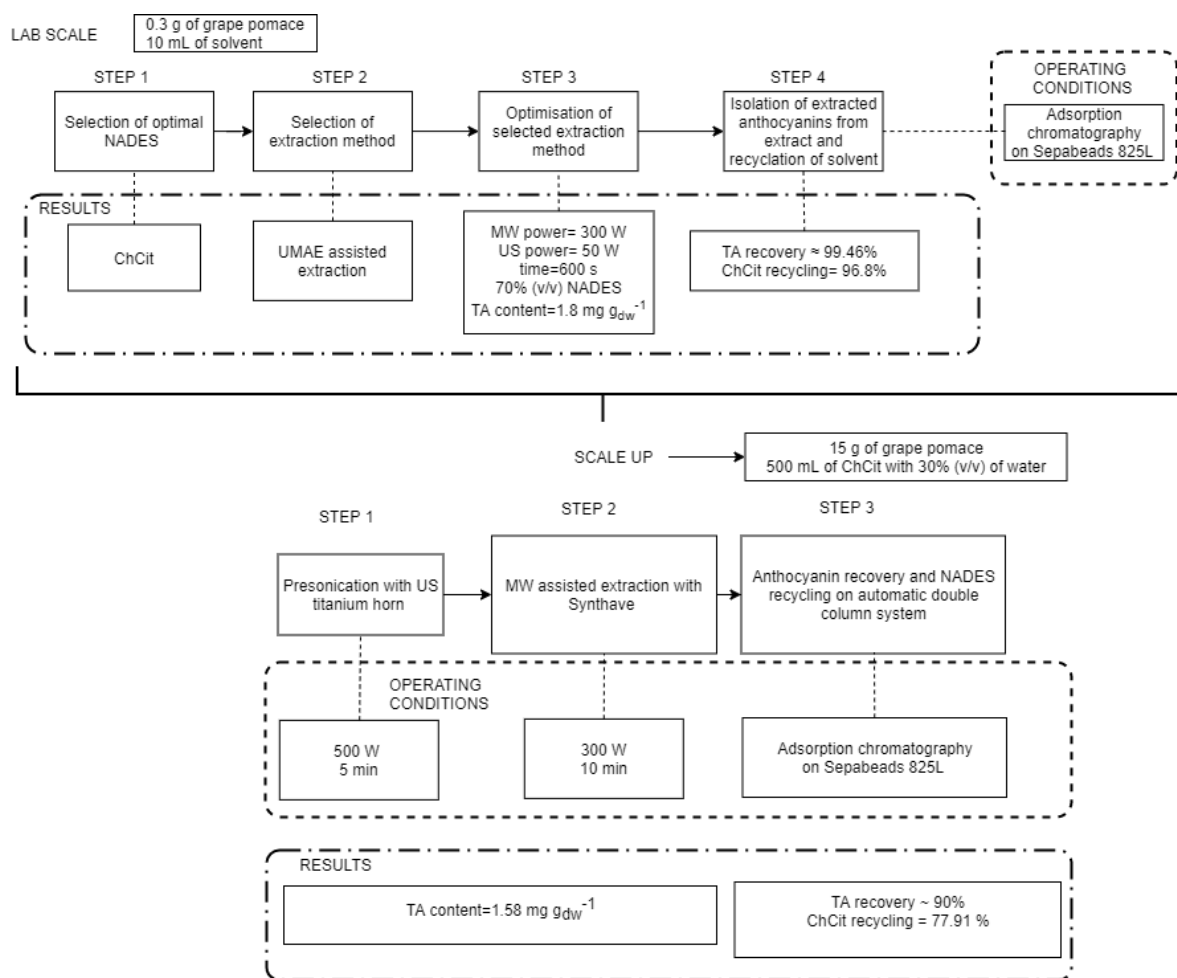 LAB SCALE
0.3 g of grape pomace
10 mL of solvent
STEP 1
Selection of optimal
NADES
STEP 2
Selection of
extraction method
STEP 3
Optimisation of
selected extraction
method
STEP 4
Isolation of extracted
anthocyanins from
extract and
recyclation of solvent
OPERATING
CONDITIONS
Adsorption
chromatography
on Sepabeads 825L
RESULTS
ChCit
UMAE assisted
extraction
MW power= 300 W
US power= 50 W
time=600 s
70% (v/v) NADES
TA content=1.8 mg g_dw^-1
TA recovery ≈ 99.46%
ChCit recycling= 96.8%
SCALE UP
15 g of grape pomace
500 mL of ChCit with 30% (v/v) of water
STEP 1
Presonication with US
titanium horn
STEP 2
MW assisted extraction with
Synthave
STEP 3
Anthocyanin recovery and NADES
recycling on automatic double
column system
OPERATING
CONDITIONS
500 W
5 min
300 W
10 min
Adsorption chromatography
on Sepabeads 825L
RESULTS
TA content=1.58 mg g_dw^-1
TA recovery ~ 90%
ChCit recycling = 77.91 %